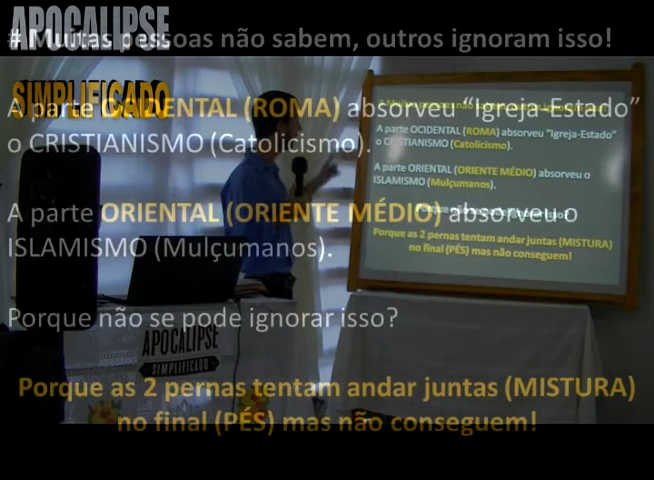 APOCALIPSE
SIMPLIFICADO
# Muitas pessoas não sabem, outros ignoram isso!
A parte OCIDENTAL (ROMA) absorveu “Igreja-Estado”
o CRISTIANISMO (Catolicismo).
A parte ORIENTAL (ORIENTE MÉDIO) absorveu o
ISLAMISMO (Mulçumanos).
Porque não se pode ignorar isso?
Porque as 2 pernas tentam andar juntas (MISTURA)
no final (PÉS) mas não conseguem!
A parte OCIDENTAL (ROMA) absorveu “Igreja-Estado”
o CRISTIANISMO (Catolicismo).
A parte ORIENTAL (ORIENTE MÉDIO) absorveu o
ISLAMISMO (Mulçumanos).
Porque as 2 pernas tentam andar juntas (MISTURA)
no final (PÉS) mas não conseguem!
APOCALIPSE
SIMPLIFICADO